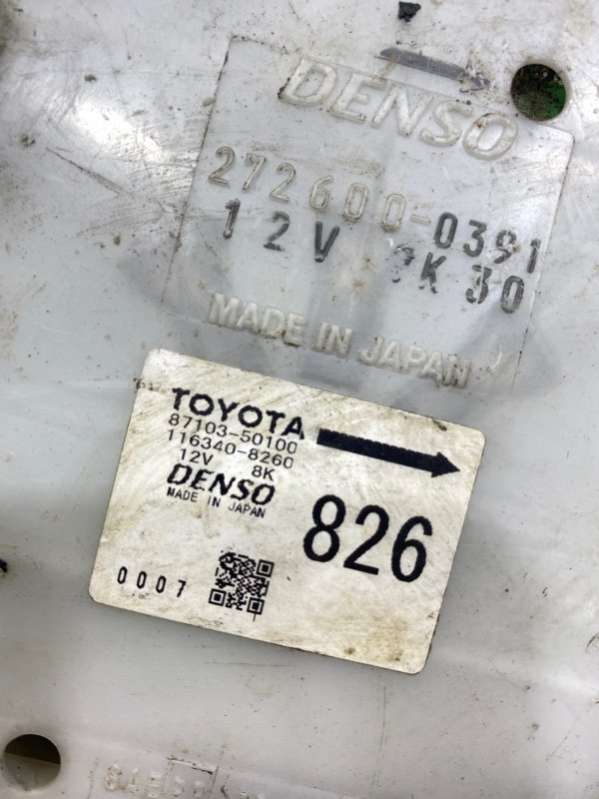 DENSO
272600-0391
12V K30
MADE IN JAPAN
TOYOTA
87103-50100
116340-8260
12V 8K
DENSO
MADE IN JAPAN
826
0007